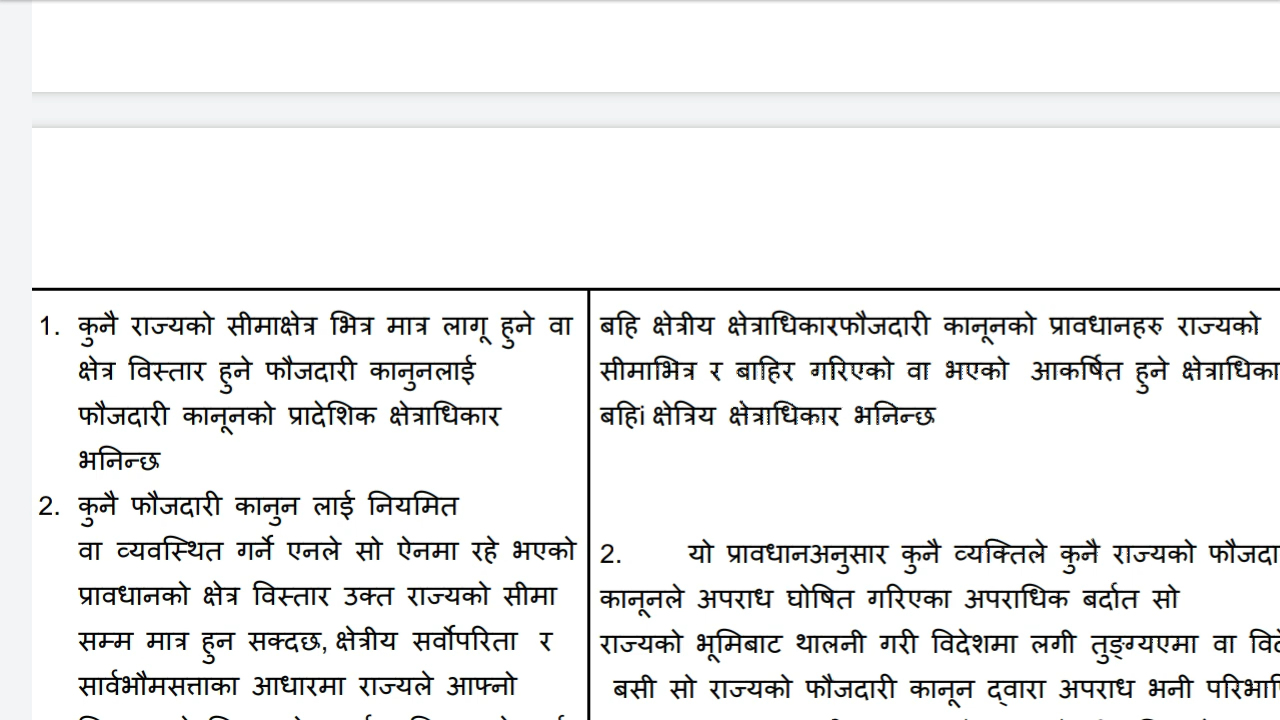 1. कुनै राज्यको सीमाक्षेत्र भित्र मात्र लागू हुने वा
क्षेत्र विस्तार हुने फौजदारी कानुनलाई
फौजदारी कानूनको प्रादेशिक क्षेत्राधिकार
भनिन्छ
2. कुनै फौजदारी कानुन लाई नियमित
वा व्यवस्थित गर्ने एनले सो ऐनमा रहे भएको
प्रावधानको क्षेत्र विस्तार उक्त राज्यको सीमा
सम्म मात्र हुन सक्दछ, क्षेत्रीय सर्वोपरिता र
सार्वभौमसत्ताका आधारमा राज्यले आफ्नो
बहि क्षेत्रीय क्षेत्राधिकारफौजदारी कानूनको प्रावधानहरु राज्यको
सीमाभित्र र बाहिर गरिएको वा भएको आकर्षित हुने
बहिi क्षेत्रिय क्षेत्राधिकार भनिन्छ
2. यो प्रावधानअनुसार कुनै व्यक्तिले कुनै राज्यको
कानूनले अपराध घोषित गरिएका अपराधिक बर्दात सो
राज्यको भूमिबाट थालनी गरी विदेशमा लगी तुङ्ग्यएमा वा
बसी सो राज्यको फौजदारी कानून द्वारा अपराध भनी